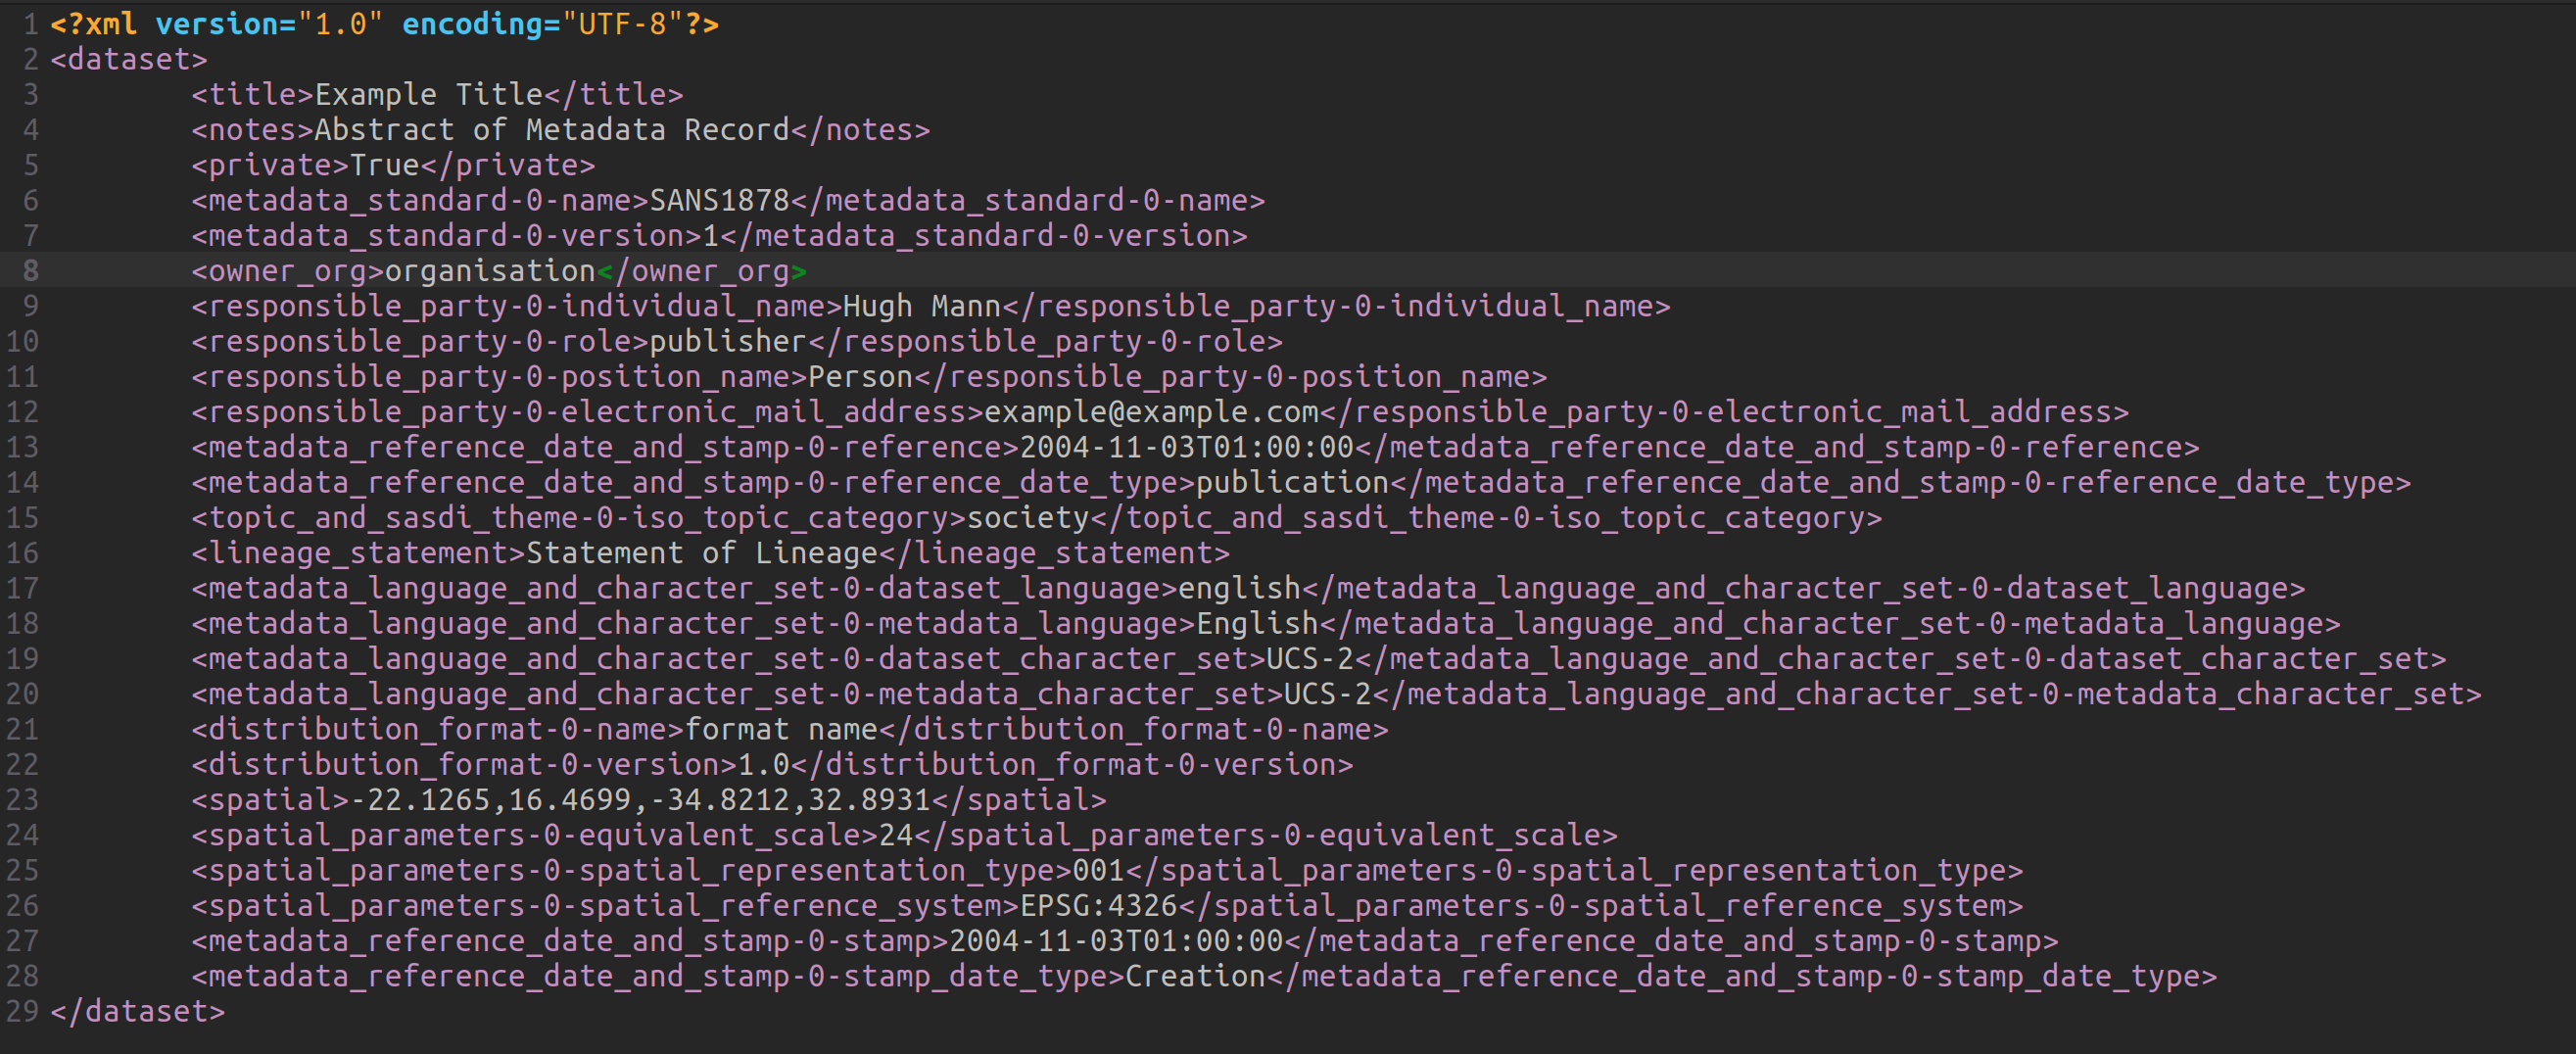 1 <?xml version="1.0" encoding="UTF-8"?>
2 <dataset>
3 <title>Example Title</title>
4 <notes>Abstract of Metadata Record</notes>
5 <private>True</private>
6 <metadata_standard-0-name>SANS1878</metadata_standard-0-name>
7 <metadata_standard-0-version>1</metadata_standard-0-version>
8 <owner_org>organisation</owner_org>
9 <responsible_party-0-individual_name>Hugh Mann</responsible_party-0-individual_name>
10 <responsible_party-0-role>publisher</responsible_party-0-role>
11 <responsible_party-0-position_name>Person</responsible_party-0-position_name>
12 <responsible_party-0-electronic_mail_address>example@example.com</responsible_party-0-electronic_mail_address>
13 <metadata_reference_date_and_stamp-0-reference>2004-11-03T01:00:00</metadata_reference_date_and_stamp-0-reference>
14 <metadata_reference_date_and_stamp-0-reference_date_type>publication</metadata_reference_date_and_stamp-0-reference_date_type>
15 <topic_and_sasdi_theme-0-iso_topic_category>society</topic_and_sasdi_theme-0-iso_topic_category>
16 <lineage_statement>Statement of Lineage</lineage_statement>
17 <metadata_language_and_character_set-0-dataset_language>english</metadata_language_and_character_set-0-dataset_language>
18 <metadata_language_and_character_set-0-metadata_language>English</metadata_language_and_character_set-0-metadata_language>
19 <metadata_language_and_character_set-0-dataset_character_set>UCS-2</metadata_language_and_character_set-0-dataset_character_set>
20 <metadata_language_and_character_set-0-metadata_character_set>UCS-2</metadata_language_and_character_set-0-metadata_character_set>
21 <distribution_format-0-name>format name</distribution_format-0-name>
22 <distribution_format-0-version>1.0</distribution_format-0-version>
23 <spatial>-22.1265,16.4699,-34.8212,32.8931</spatial>
24 <spatial_parameters-0-equivalent_scale>24</spatial_parameters-0-equivalent_scale>
25 <spatial_parameters-0-spatial_representation_type>001</spatial_parameters-0-spatial_representation_type>
26 <spatial_parameters-0-spatial_reference_system>EPSG:4326</spatial_parameters-0-spatial_reference_system>
27 <metadata_reference_date_and_stamp-0-stamp>2004-11-03T01:00:00</metadata_reference_date_and_stamp-0-stamp>
28 <metadata_reference_date_and_stamp-0-stamp_date_type>Creation</metadata_reference_date_and_stamp-0-stamp_date_type>
29 </dataset>